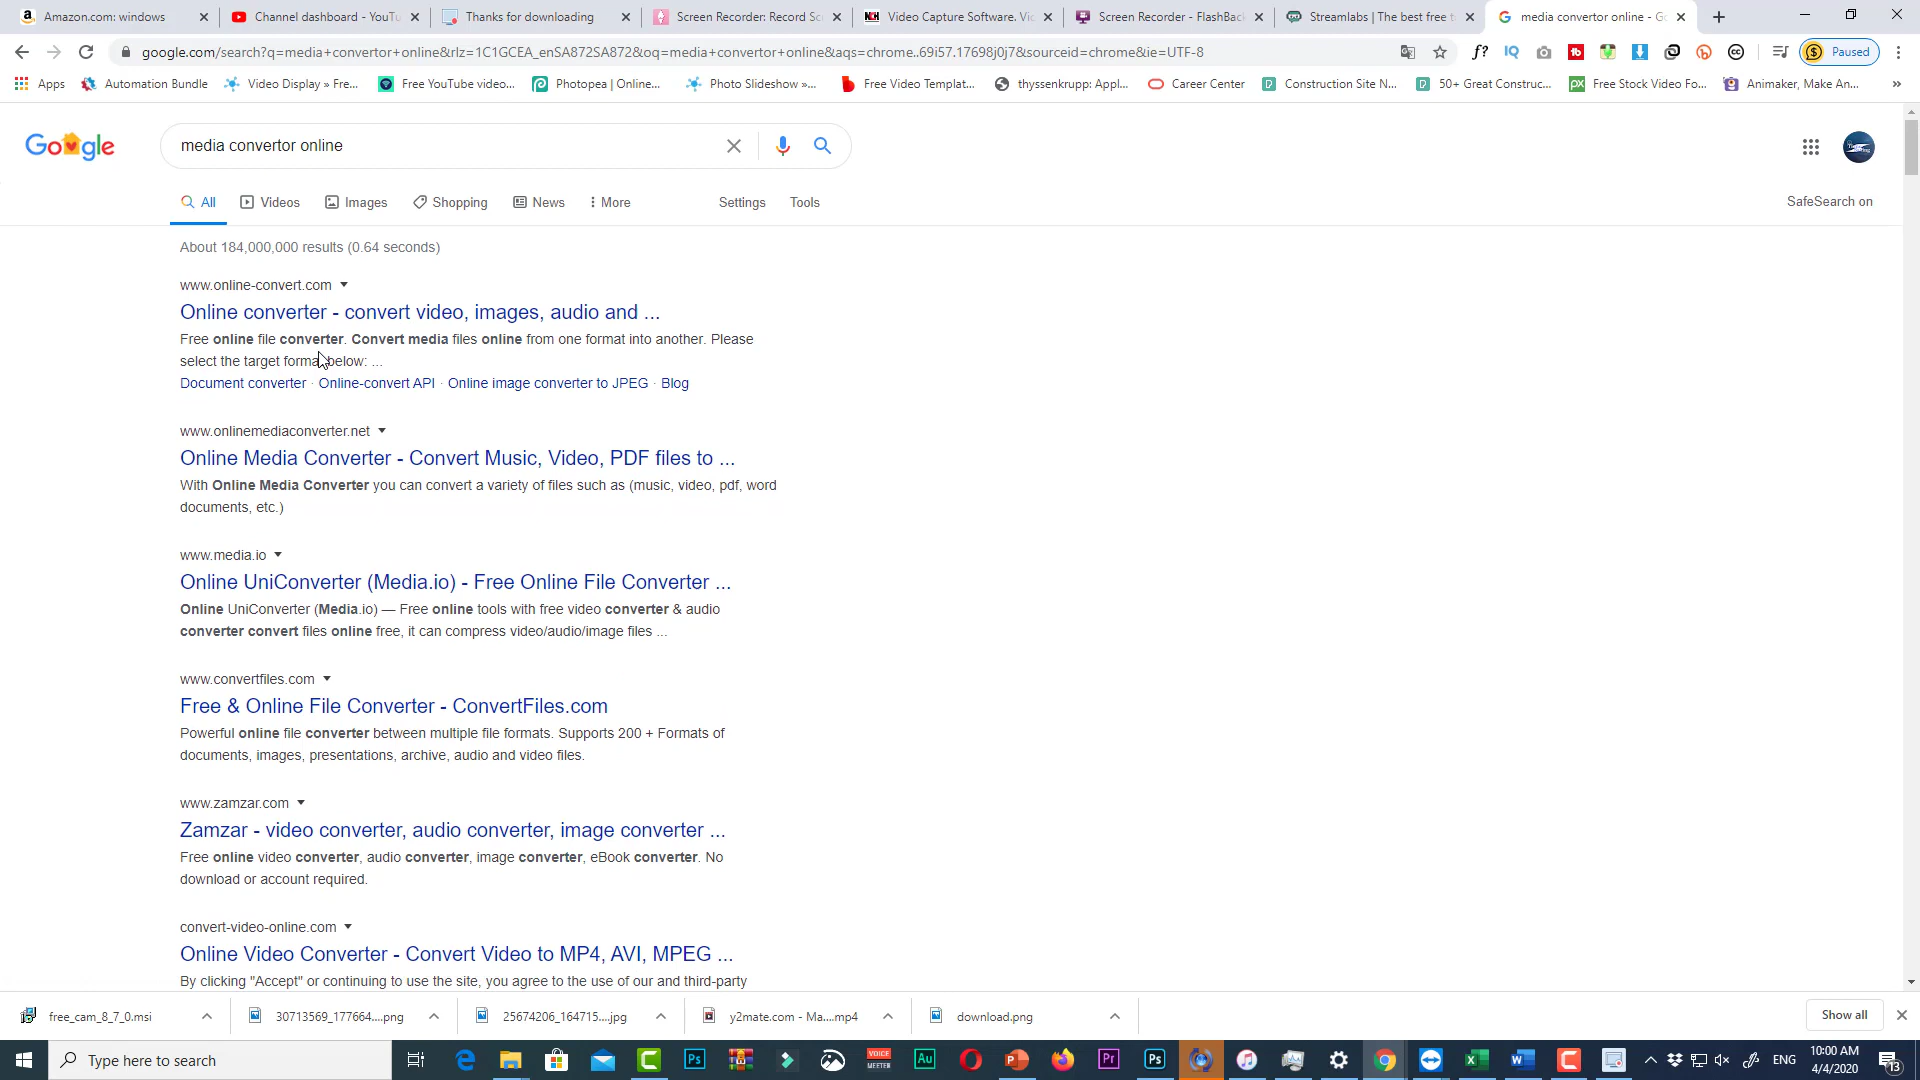 Amazon.com: windows
Channel dashboard - YouTu
Thanks for downloading
Screen Recorder: Record Sc
Video Capture Software. Vi
Screen Recorder - FlashBack
Streamlabs | The best free t
media convertor online - Go
google.com/search?q=media+convertor+online&rlz=1C1GCEA_enSA872SA872&oq=media+convertor+online&aqs=chrome..69i57.17698j0j7&sourceid=chrome&ie=UTF-8
Paused
Apps
Automation Bundle
Video Display » Fre...
Free YouTube video...
Photopea | Online...
Photo Slideshow »...
Free Video Templat...
thyssenkrupp: Appl...
Career Center
Construction Site N...
50+ Great Construc...
Free Stock Video Fo...
Animaker, Make An...
Google
media convertor online
All
Videos
Images
Shopping
News
More
Settings
Tools
SafeSearch on
About 184,000,000 results (0.64 seconds)
www.online-convert.com
Online converter - convert video, images, audio and ...
Free online file converter. Convert media files online from one format into another. Please
select the target format below: ...
Document converter · Online-convert API · Online image converter to JPEG · Blog
www.onlinemediaconverter.net
Online Media Converter - Convert Music, Video, PDF files to ...
With Online Media Converter you can convert a variety of files such as (music, video, pdf, word
documents, etc.)
www.media.io
Online UniConverter (Media.io) - Free Online File Converter ...
Online UniConverter (Media.io) — Free online tools with free video converter & audio
converter convert files online free, it can compress video/audio/image files ...
www.convertfiles.com
Free & Online File Converter - ConvertFiles.com
Powerful online file converter between multiple file formats. Supports 200 + Formats of
documents, images, presentations, archive, audio and video files.
www.zamzar.com
Zamzar - video converter, audio converter, image converter ...
Free online video converter, audio converter, image converter, eBook converter. No
download or account required.
convert-video-online.com
Online Video Converter - Convert Video to MP4, AVI, MPEG ...
By clicking "Accept" or continuing to use the site, you agree to the use of our and third-party
free_cam_8_7_0.msi
30713569_177664....png
25674206_164715....jpg
y2mate.com - Ma....mp4
download.png
Show all
Type here to search
ENG
10:00 AM
4/4/2020
13